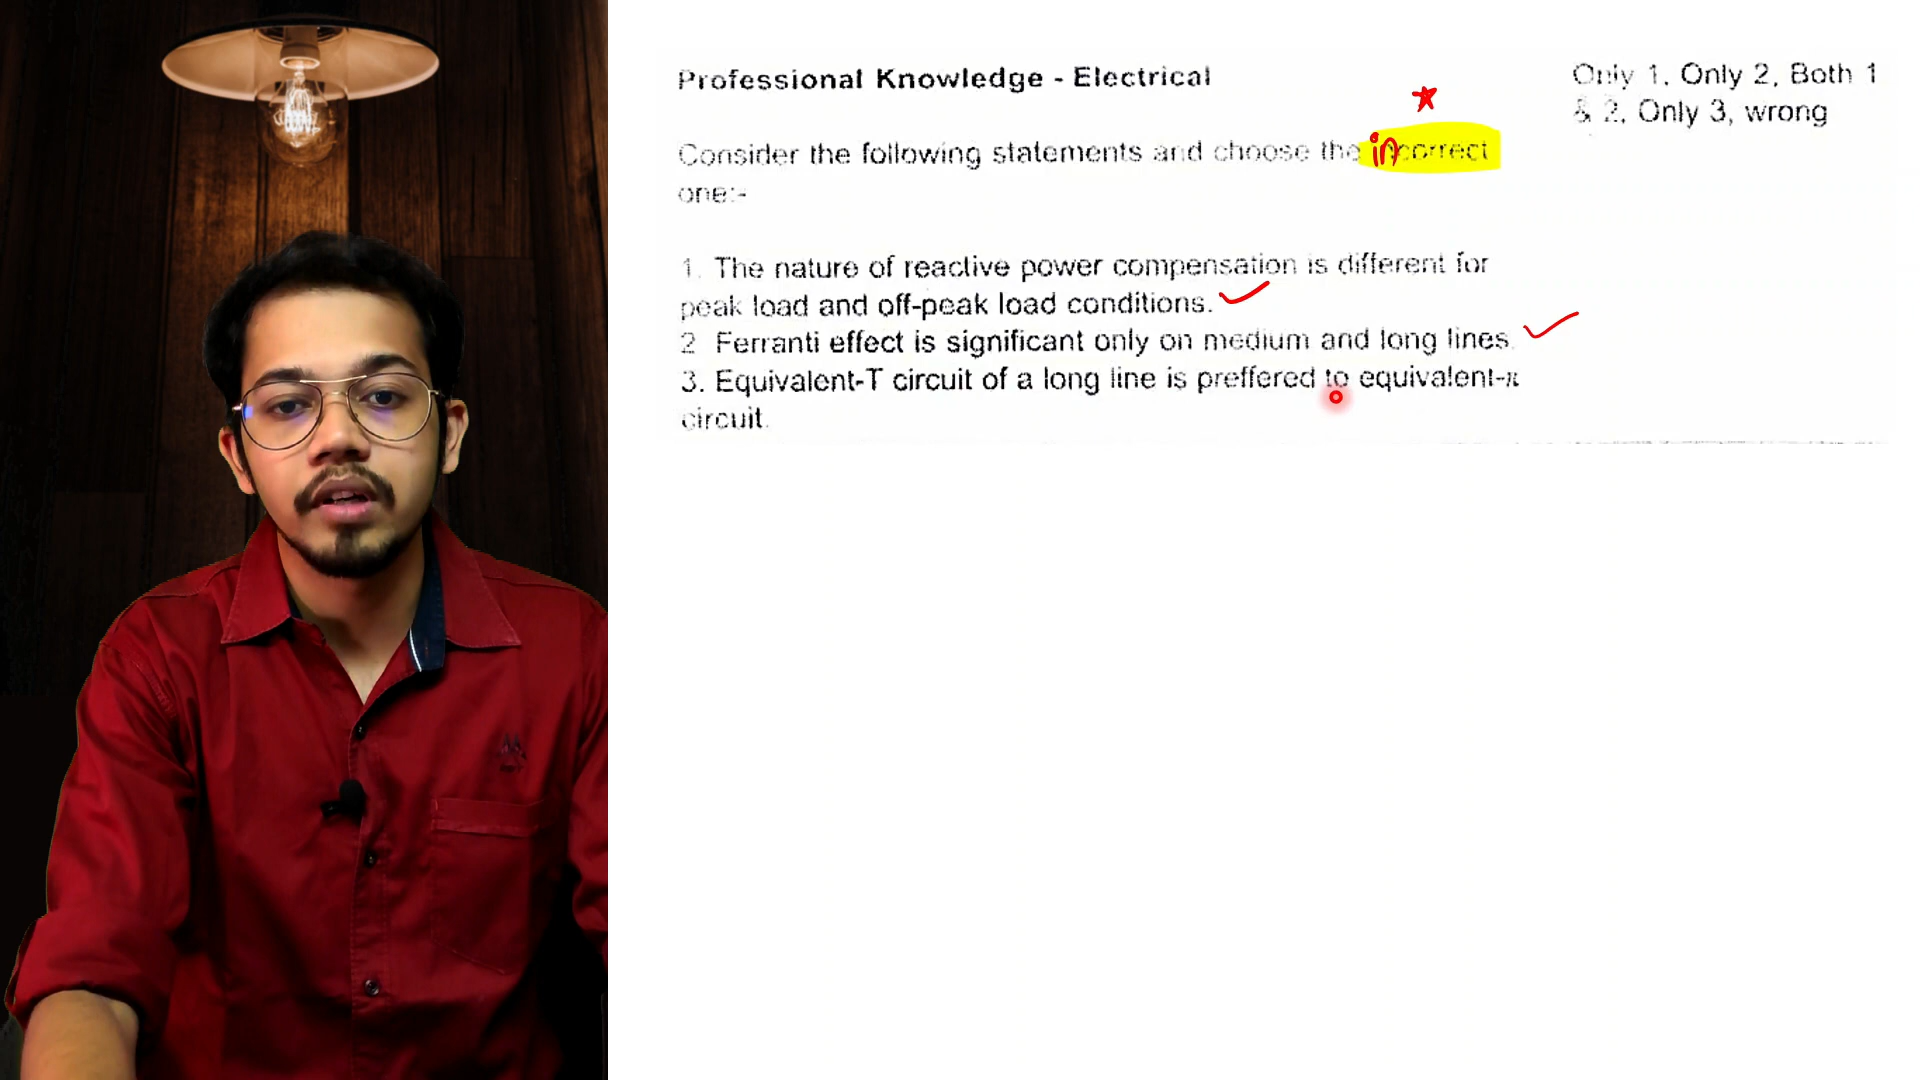 Professional Knowledge - Electrical
Only 1, Only 2, Both 1
& 2, Only 3, wrong
Consider the following statements and choose the incorrect
one:-
1. The nature of reactive power compensation is different for
peak load and off-peak load conditions.
2 Ferranti effect is significant only on medium and long lines.
3. Equivalent-T circuit of a long line is preffered to equivalent-π
circuit.